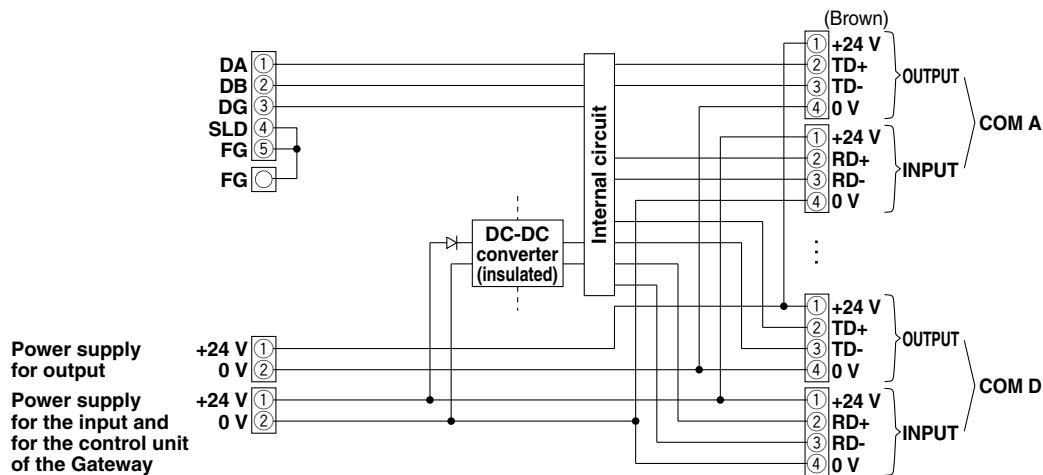 (Brown)
DA ①
DB ②
DG ③
SLD ④
FG ⑤
FG
Internal circuit
DC-DC
converter
(insulated)
① +24 V
② TD+
③ TD-
④ 0 V
OUTPUT
① +24 V
② RD+
③ RD-
④ 0 V
INPUT
COM A
① +24 V
② TD+
③ TD-
④ 0 V
OUTPUT
① +24 V
② RD+
③ RD-
④ 0 V
INPUT
COM D
Power supply
for output
+24 V ①
0 V ②
Power supply
for the input and
for the control unit
of the Gateway
+24 V ①
0 V ②